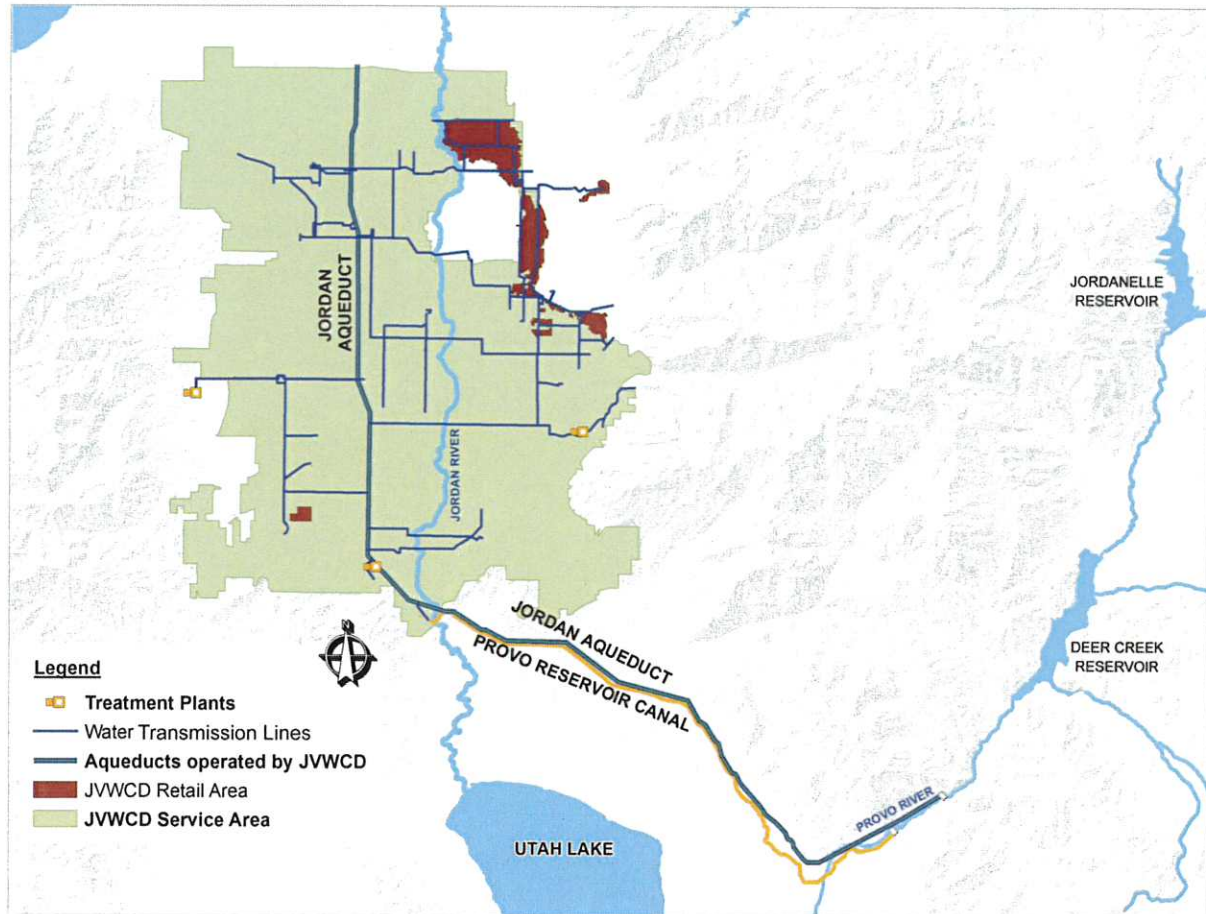 JORDAN
AQUEDUCT
JORDANELLE
RESERVOIR
JORDAN RIVER
JORDAN AQUEDUCT
PROVO RESERVOIR CANAL
DEER CREEK
RESERVOIR
PROVO RIVER
UTAH LAKE
N
Legend
Treatment Plants
Water Transmission Lines
Aqueducts operated by JVWCD
JVWCD Retail Area
JVWCD Service Area